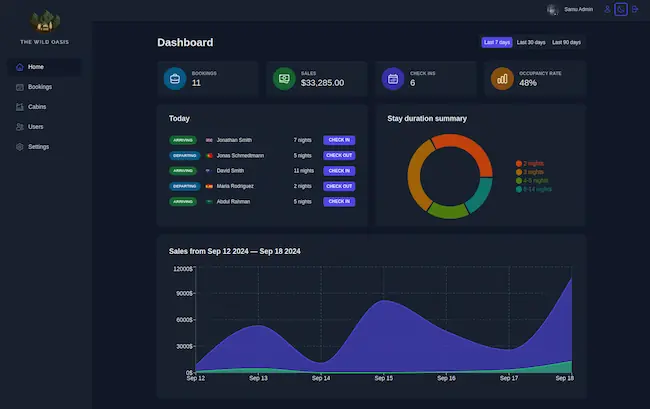 THE WILD OASIS
Home
Bookings
Cabins
Users
Settings
Samu Admin
Dashboard
Last 7 days Last 30 days Last 90 days
BOOKINGS
11
SALES
$33,285.00
CHECK INS
6
OCCUPANCY RATE
48%
Today
ARRIVING Jonathan Smith 7 nights CHECK IN
DEPARTING Jonas Schmedtmann 5 nights CHECK OUT
ARRIVING David Smith 11 nights CHECK IN
DEPARTING Maria Rodriguez 2 nights CHECK OUT
ARRIVING Abdul Rahman 5 nights CHECK IN
Stay duration summary
2 nights
3 nights
4-5 nights
8-14 nights
Sales from Sep 12 2024 — Sep 18 2024
12000$
9000$
6000$
3000$
0$
Sep 12 Sep 13 Sep 14 Sep 15 Sep 16 Sep 17 Sep 18